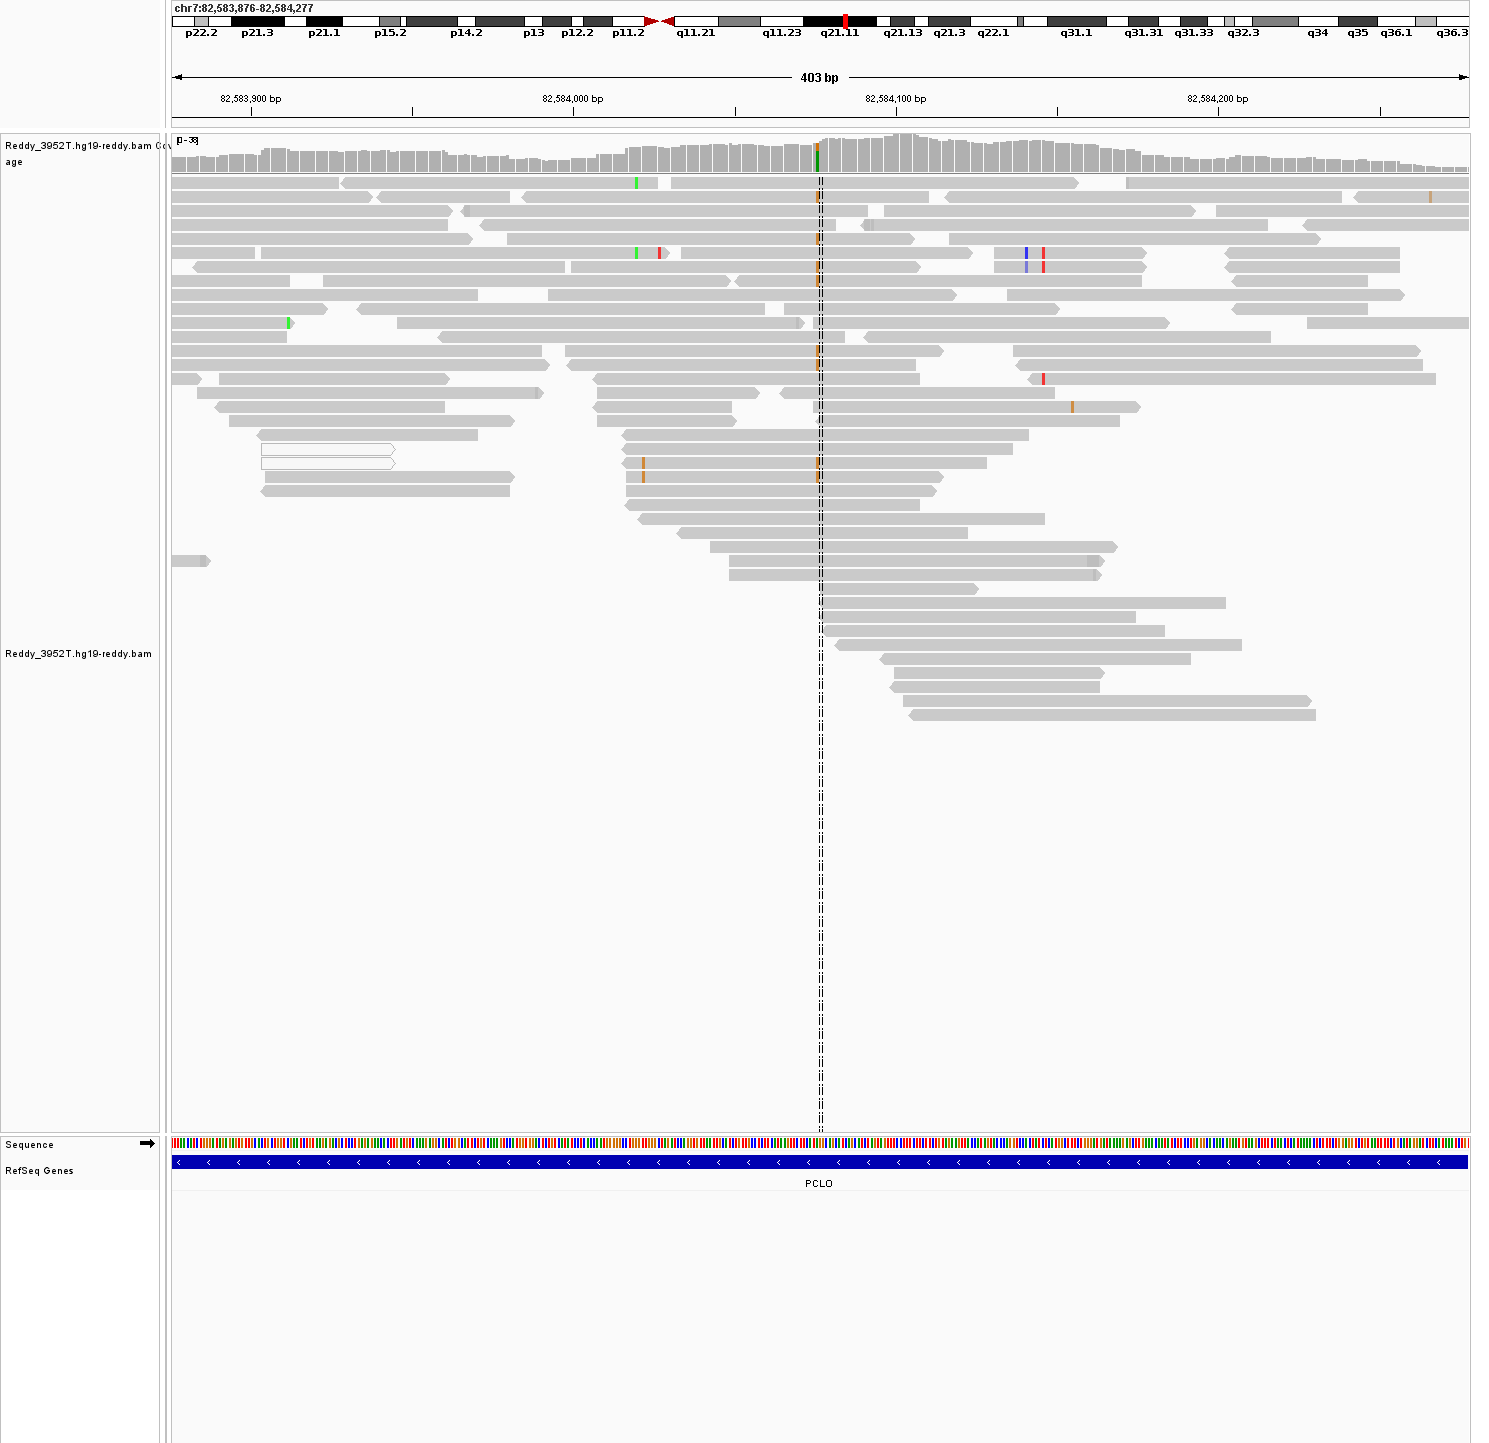 chr7:82,583,876-82,584,277
p22.2 p21.3 p21.1 p15.2 p14.2 p13 p12.2 p11.2 q11.21 q11.23 q21.11 q21.13 q21.3 q22.1 q31.1 q31.31 q31.33 q32.3 q34 q35 q36.1 q36.3
403 bp
82,583,900 bp 82,584,000 bp 82,584,100 bp 82,584,200 bp
Reddy_3952T.hg19-reddy.bam Cov
age
[0-38]
Reddy_3952T.hg19-reddy.bam
Sequence
RefSeq Genes
PCLO